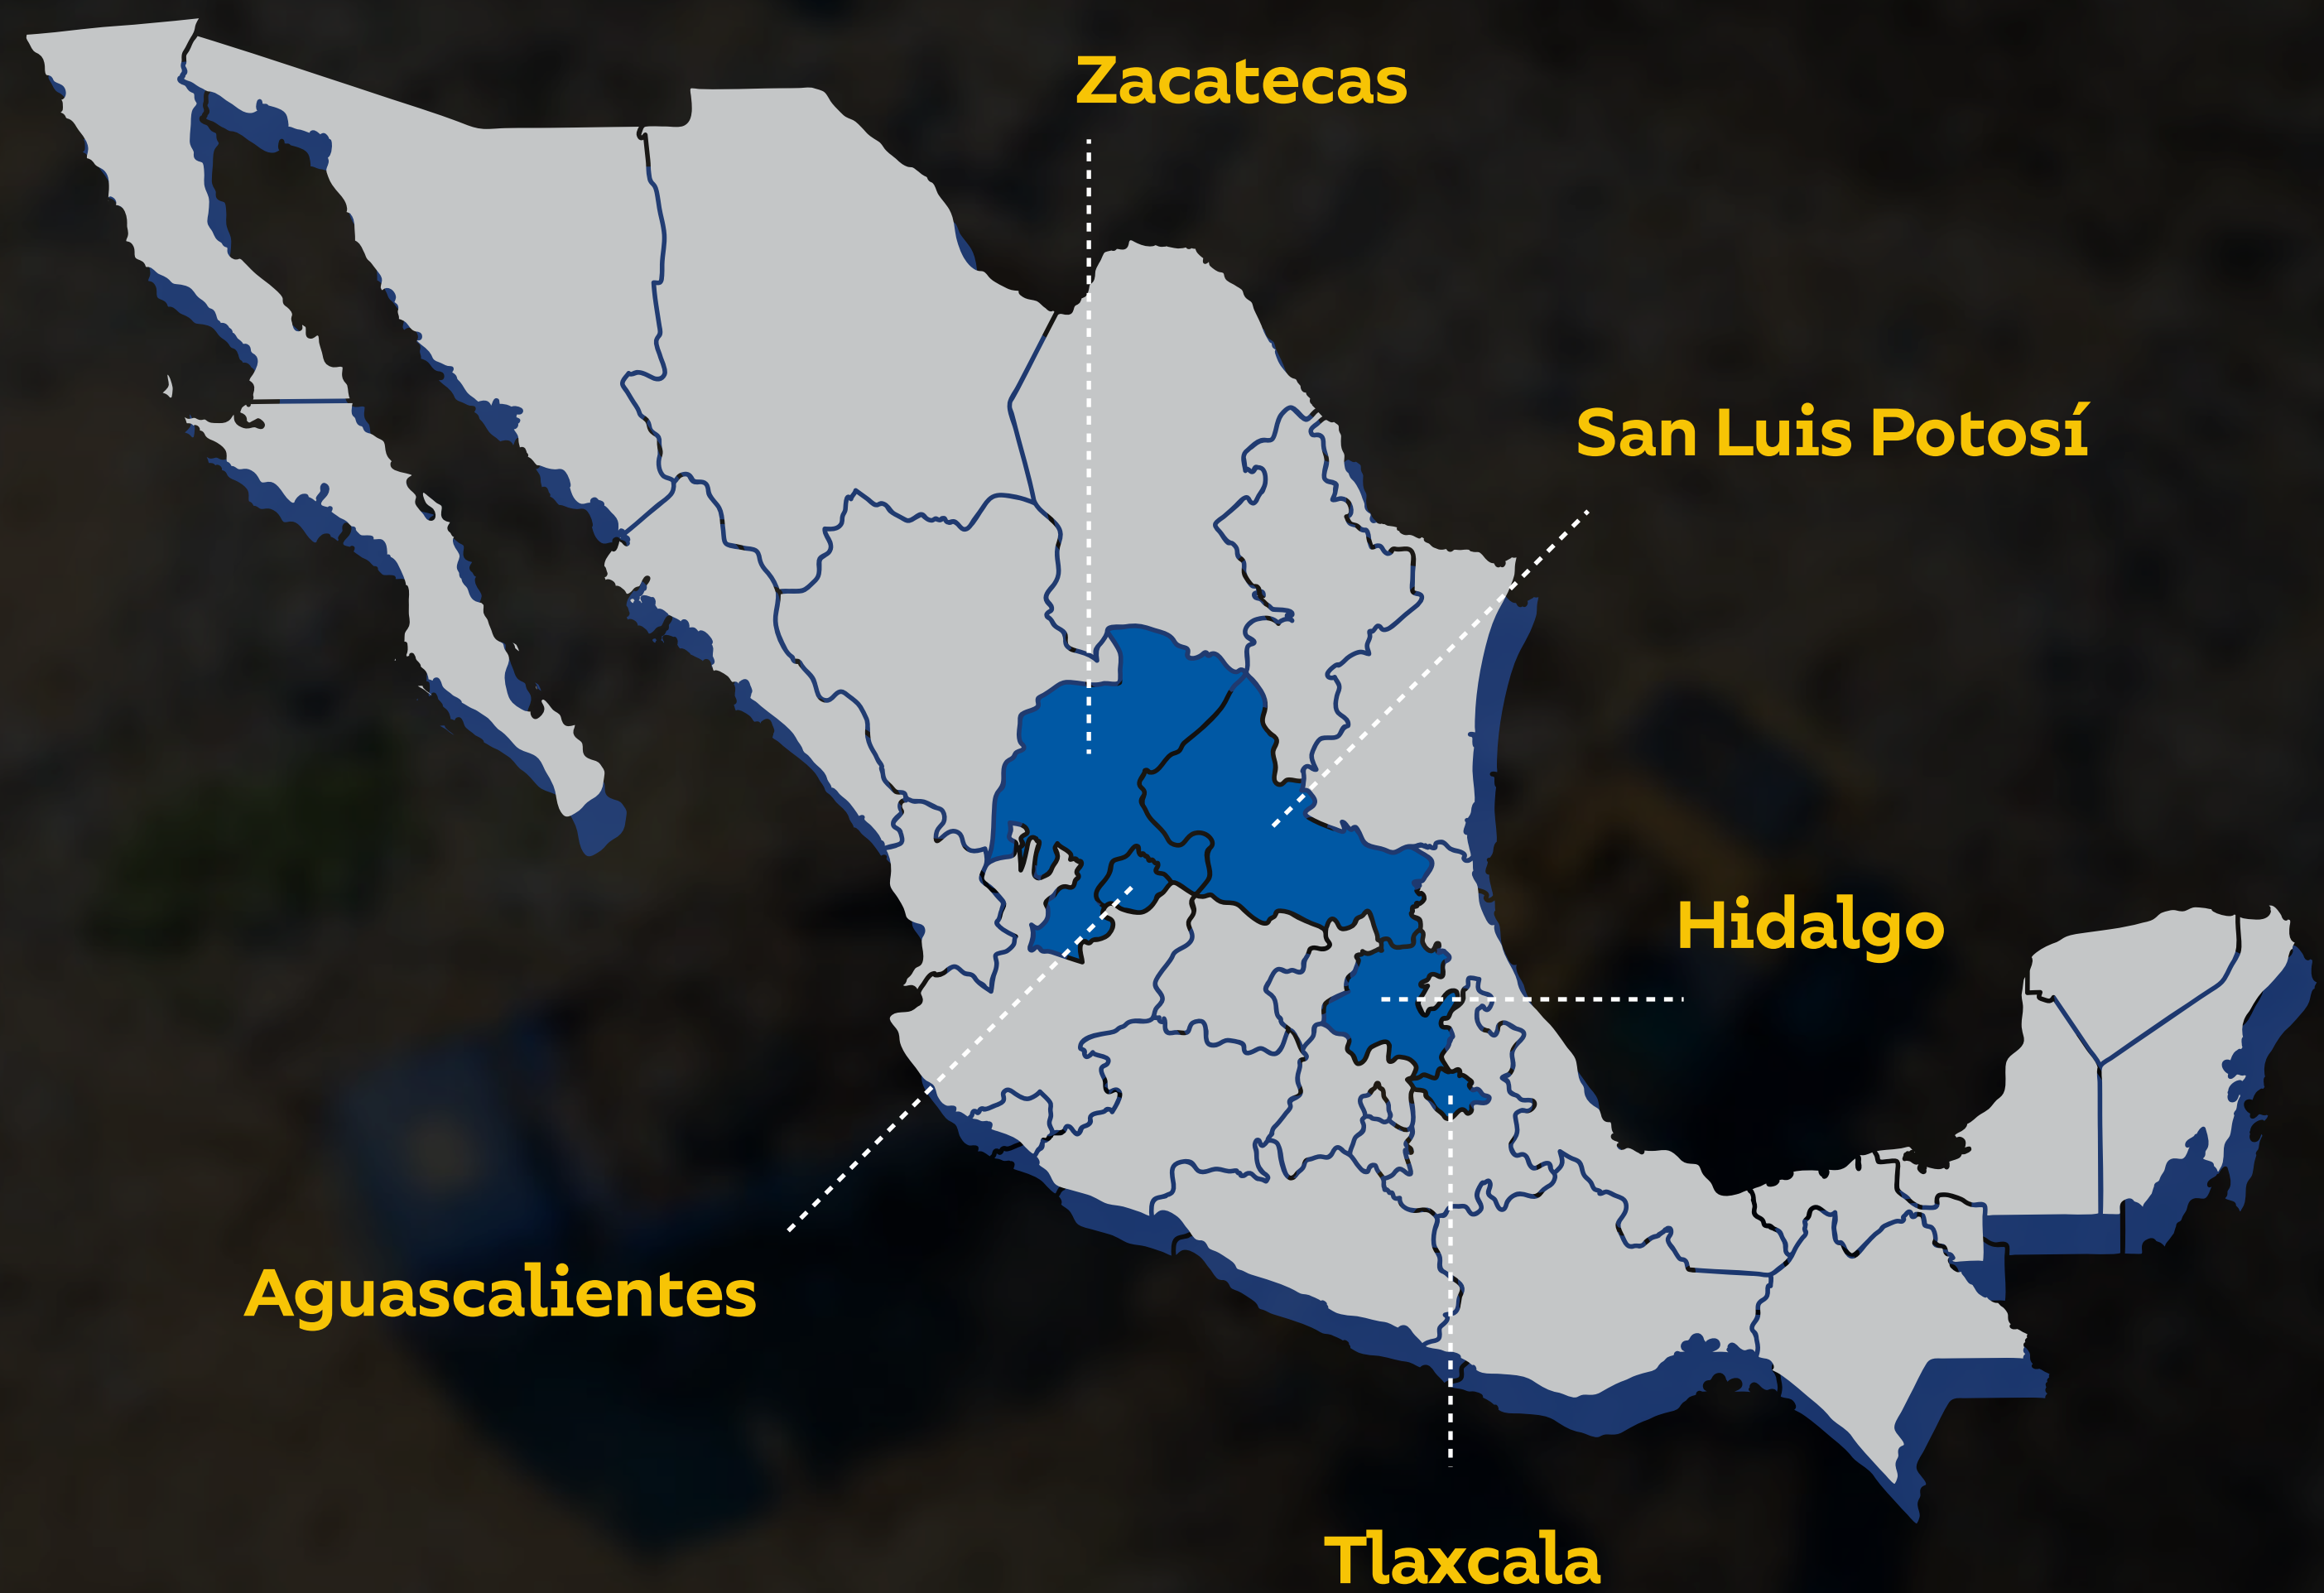 Zacatecas
San Luis Potosí
Hidalgo
Aguascalientes
Tlaxcala